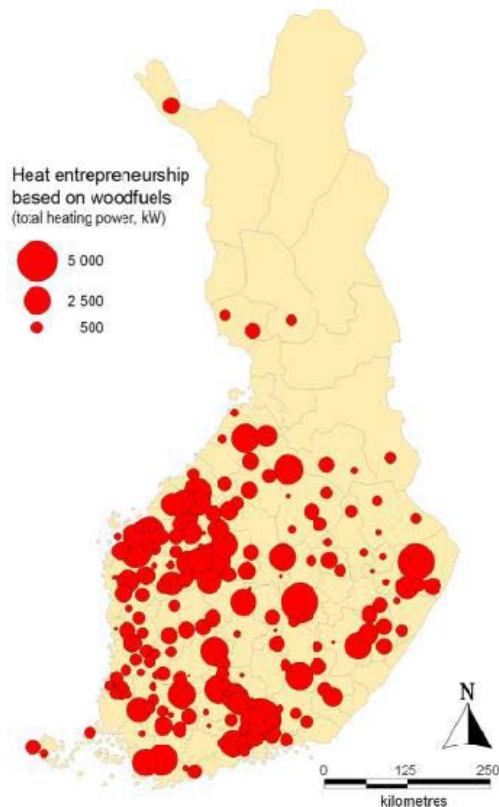 Heat entrepreneurship
based on woodfuels
(total heating power, kW)
5 000
2 500
500
N
0 125 250
kilometres